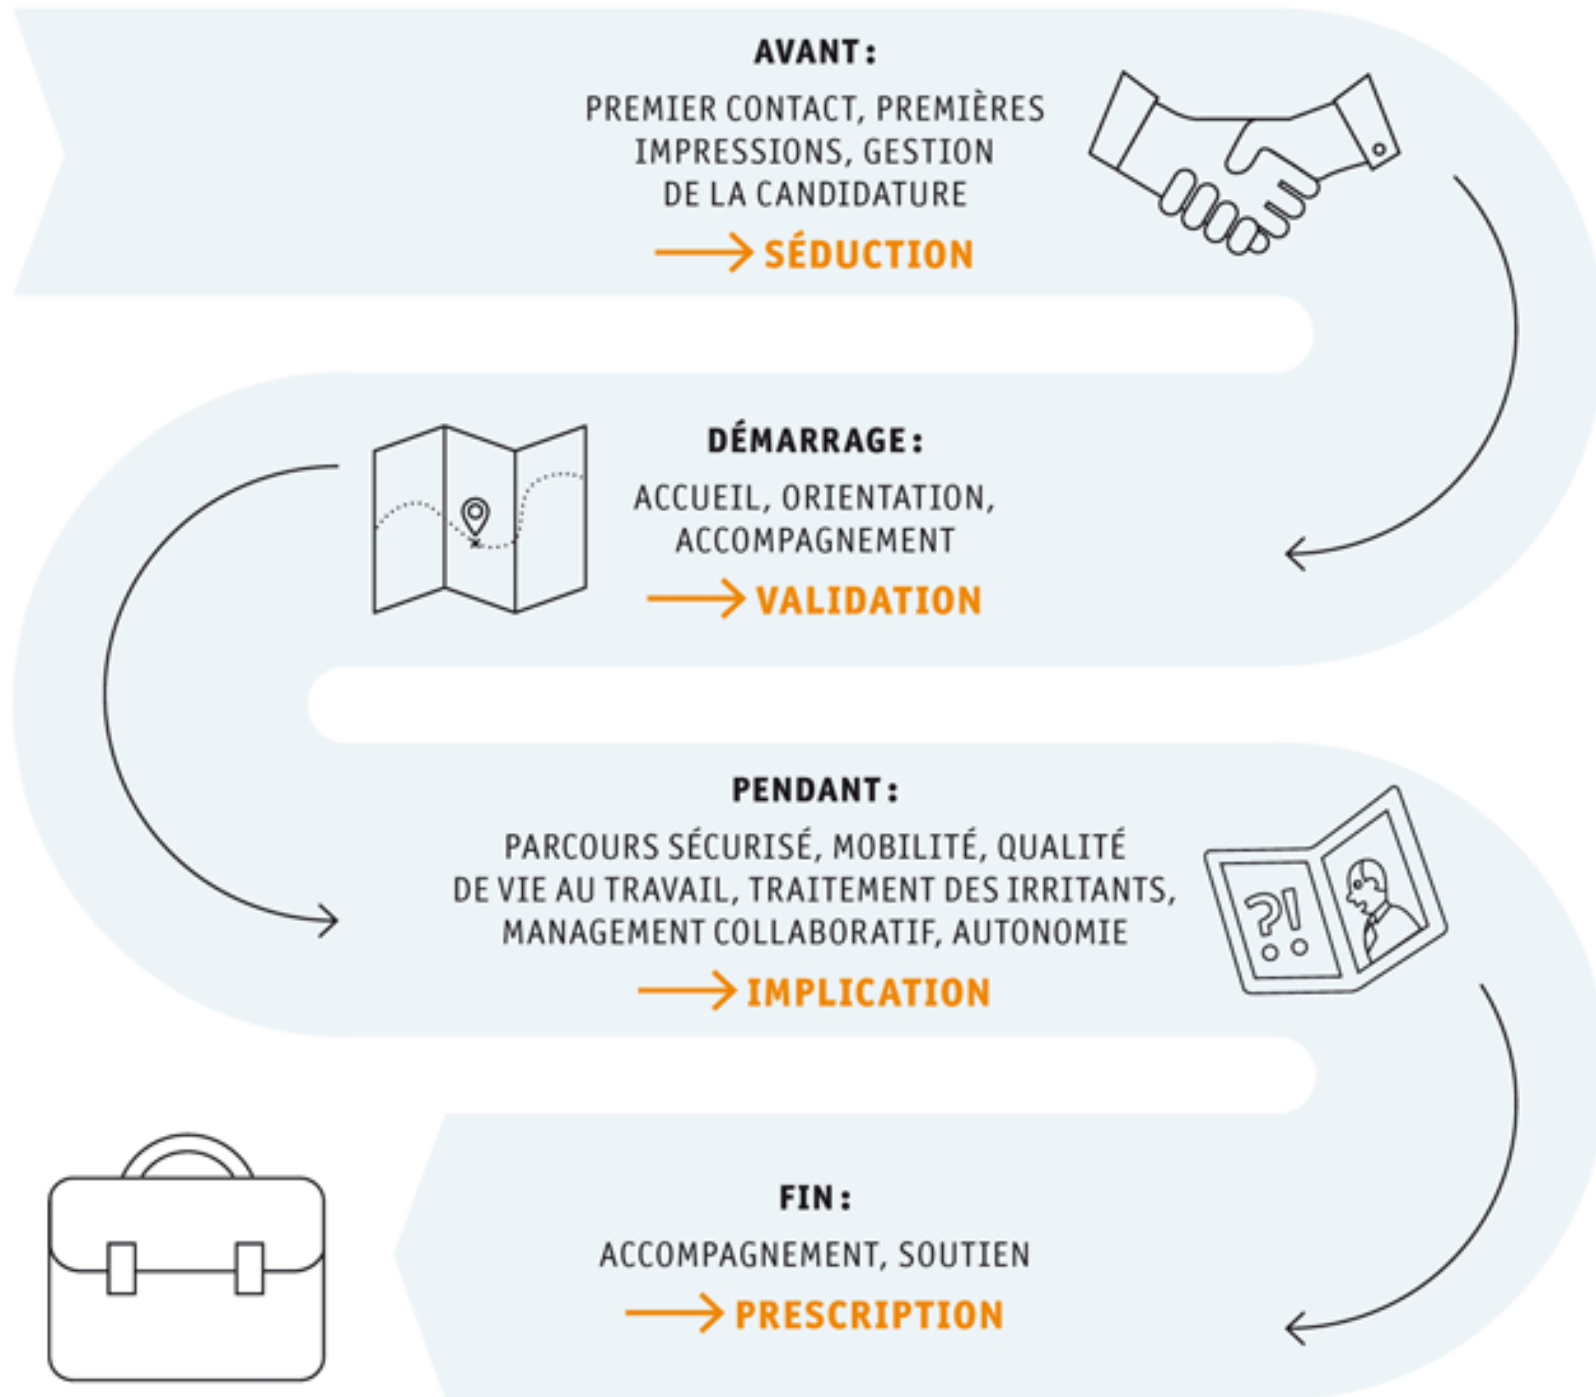 AVANT :
PREMIER CONTACT, PREMIÈRES
IMPRESSIONS, GESTION
DE LA CANDIDATURE
→ SÉDUCTION
DÉMARRAGE :
ACCUEIL, ORIENTATION,
ACCOMPAGNEMENT
→ VALIDATION
PENDANT :
PARCOURS SÉCURISÉ, MOBILITÉ, QUALITÉ
DE VIE AU TRAVAIL, TRAITEMENT DES IRRITANTS,
MANAGEMENT COLLABORATIF, AUTONOMIE
?!
→ IMPLICATION
FIN :
ACCOMPAGNEMENT, SOUTIEN
→ PRESCRIPTION